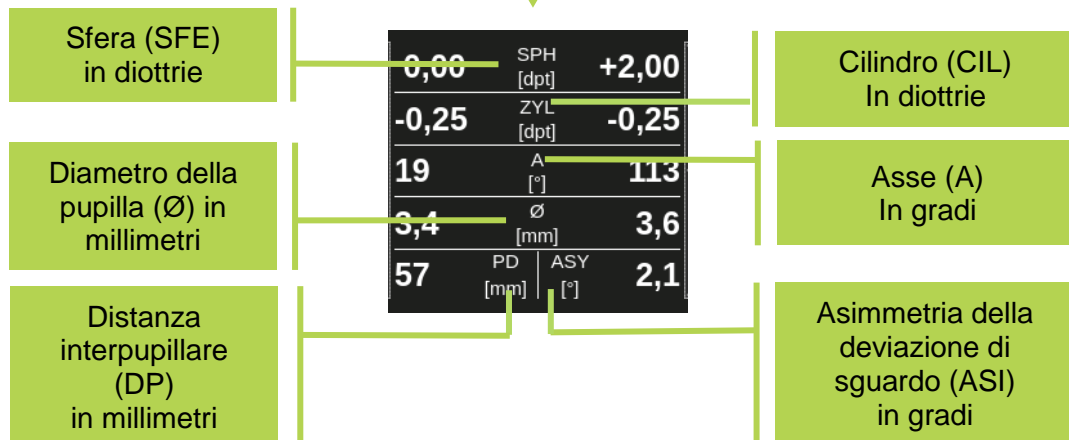 Sfera (SFE)
in diottrie
Diametro della
pupilla (Ø) in
millimetri
Distanza
interpupillare
(DP)
in millimetri
0,00 SPH +2,00
[dpt]
-0,25 ZYL -0,25
[dpt]
19 A 113
[°]
3,4 Ø 3,6
[mm]
57 PD ASY 2,1
[mm] [°]
Cilindro (CIL)
In diottrie
Asse (A)
In gradi
Asimmetria della
deviazione di
sguardo (ASI)
in gradi